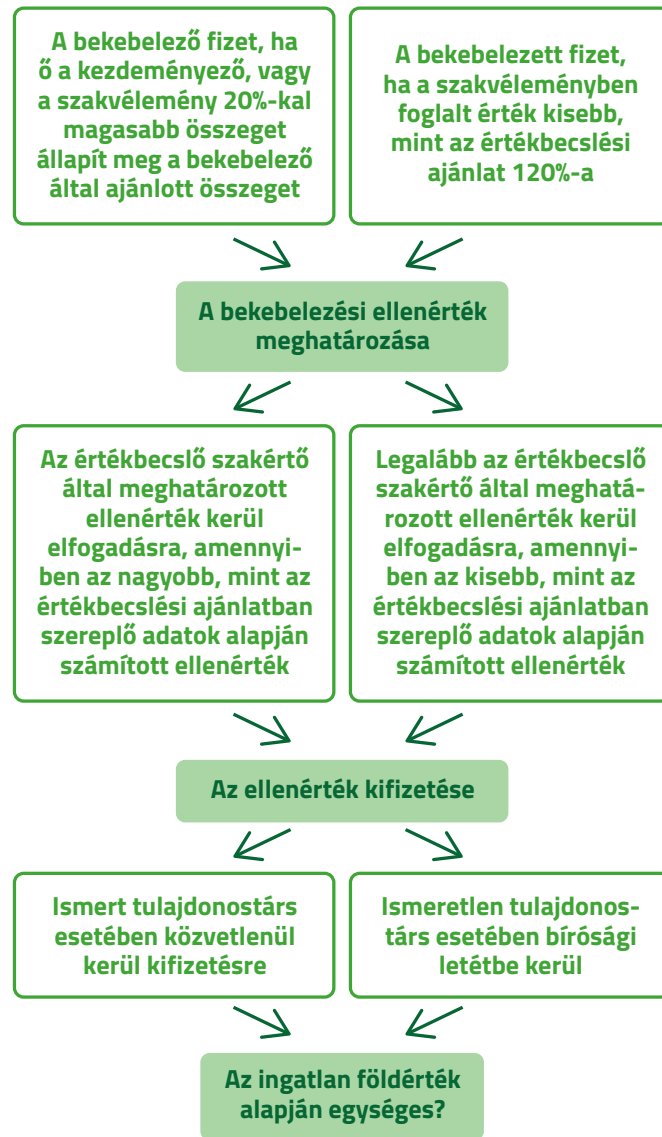 A bekebelező fizet, ha
ő a kezdeményező, vagy
a szakvélemény 20%-kal
magasabb összeget
állapít meg a bekebelező
által ajánlott összeget
A bekebelezett fizet,
ha a szakvéleményben
foglalt érték kisebb,
mint az értékbecslési
ajánlat 120%-a
A bekebelezési ellenérték
meghatározása
Az értékbecslő szakértő
által meghatározott
ellenérték kerül
elfogadásra, amennyi-
ben az nagyobb, mint az
értékbecslési ajánlatban
szereplő adatok alapján
számított ellenérték
Legalább az értékbecslő
szakértő által meghatá-
rozott ellenérték kerül
elfogadásra, amennyi-
ben az kisebb, mint az
értékbecslési ajánlatban
szereplő adatok alapján
számított ellenérték
Az ellenérték kifizetése
Ismert tulajdonostárs
esetében közvetlenül
kerül kifizetésre
Ismeretlen tulajdonos-
társ esetében bírósági
letétbe kerül
Az ingatlan földérték
alapján egységes?